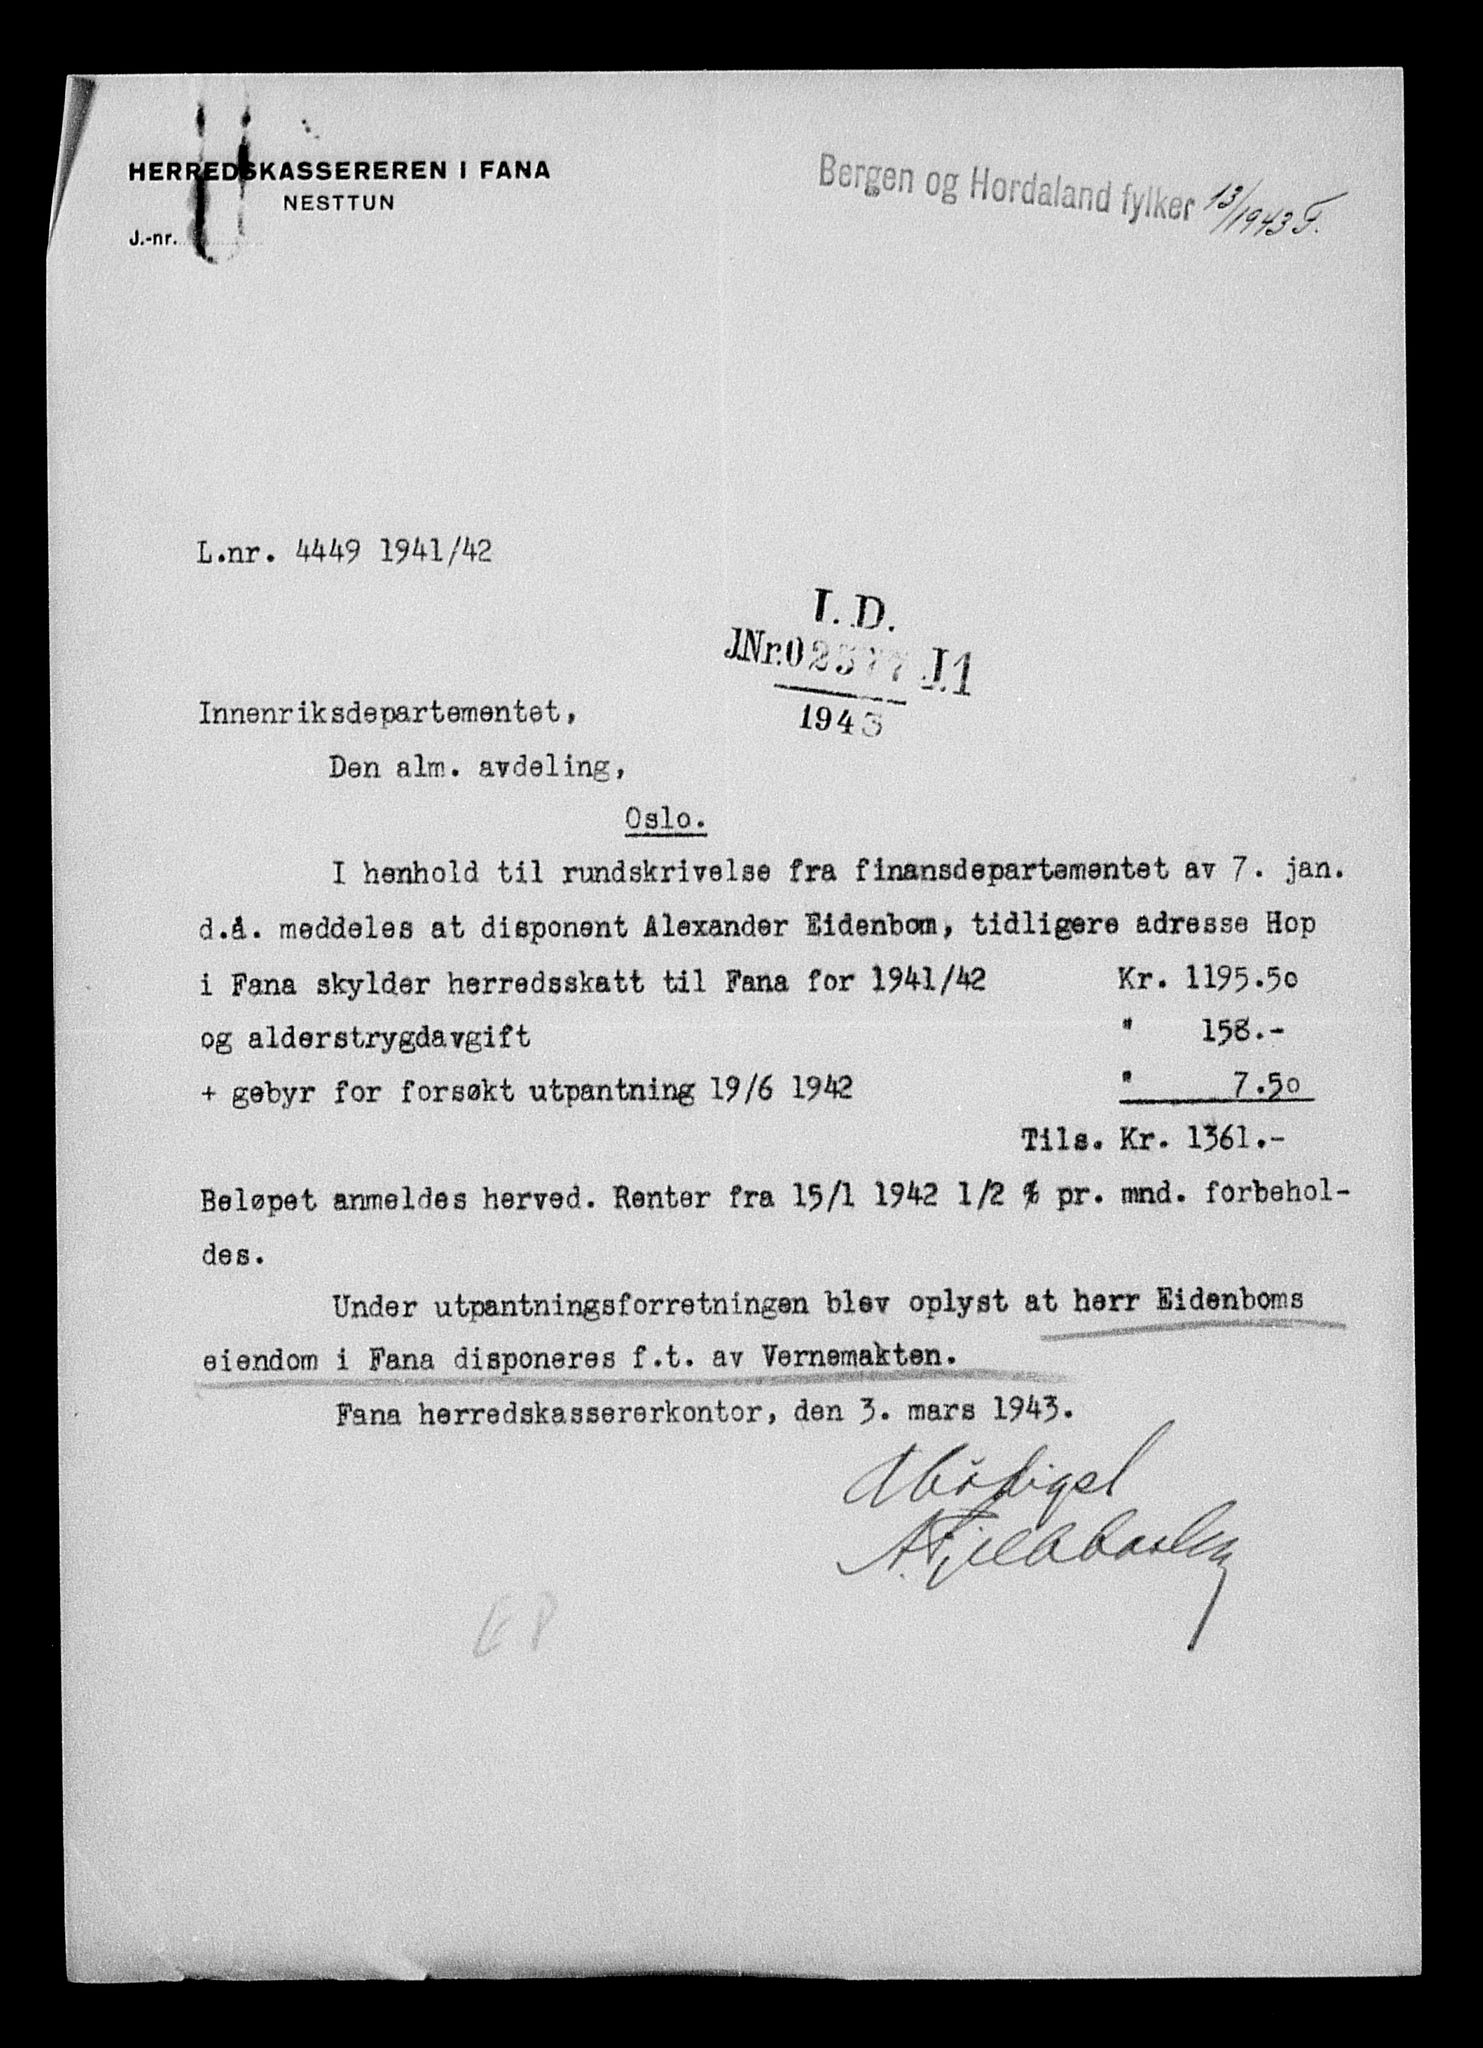 HERREDSKASSEREREN I FANA
NESTTUN
J.-nr.
Bergen og Hordaland fylker 13/1943 F.
L.nr. 4449 1941/42
I. D.
J.Nr. 02577 J.1
1943
Innenriksdepartementet,
Den alm. avdeling,
Oslo.
I henhold til rundskrivelse fra finansdepartementet av 7. jan.
d.å. meddeles at disponent Alexander Eidenbom, tidligere adresse Hop
i Fana skylder herredsskatt til Fana for 1941/42 Kr. 1195.50
og alderstrygdavgift " 158.-
+ gebyr for forsøkt utpantning 19/6 1942 " 7.50
Tils. Kr. 1361.-
Beløpet anmeldes herved. Renter fra 15/1 1942 1/2 % pr. mnd. forbehol-
des.
Under utpantningsforretningen blev oplyst at herr Eidenboms
eiendom i Fana disponeres f.t. av Vernemakten.
Fana herredskassererkontor, den 3. mars 1943.